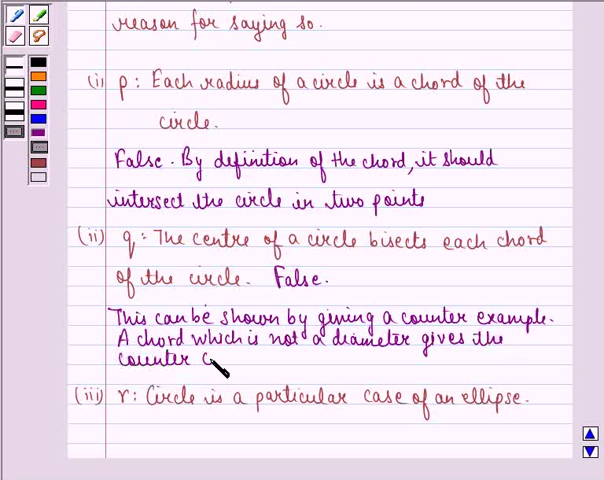 reason for saying so.
(i) p: Each radius of a circle is a chord of the
circle.
False. By definition of the chord, it should
intersect the circle in two points
(ii) q: The centre of a circle bisects each chord
of the circle. False.
This can be shown by giving a counter example.
A chord which is not a diameter gives the
counter
(iii) r: Circle is a particular case of an ellipse.